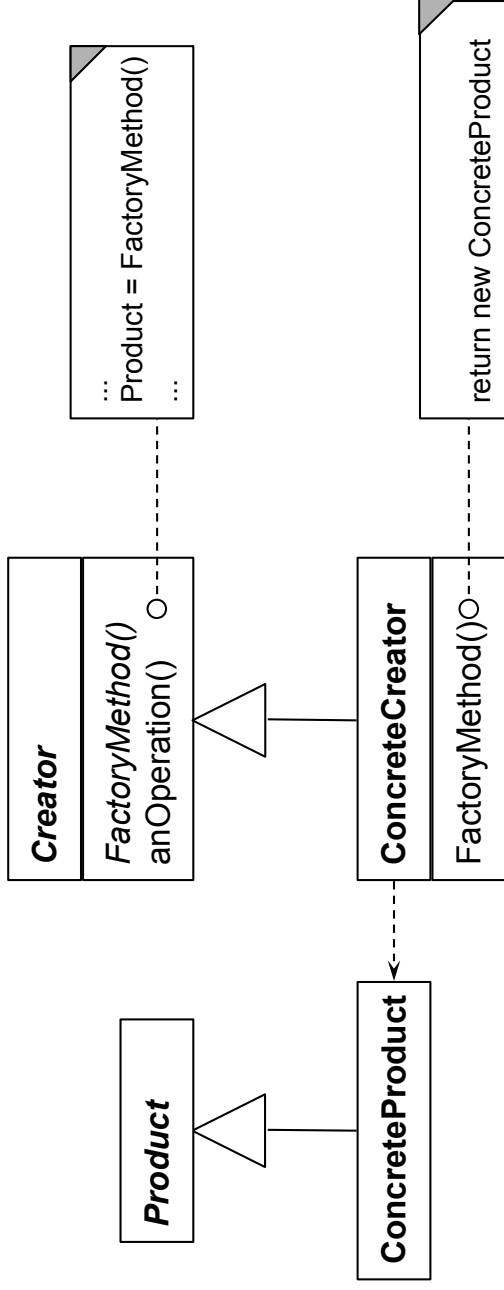 Product
Creator
FactoryMethod()
anOperation()
...
Product = FactoryMethod()
...
ConcreteProduct
ConcreteCreator
FactoryMethod()
return new ConcreteProduct